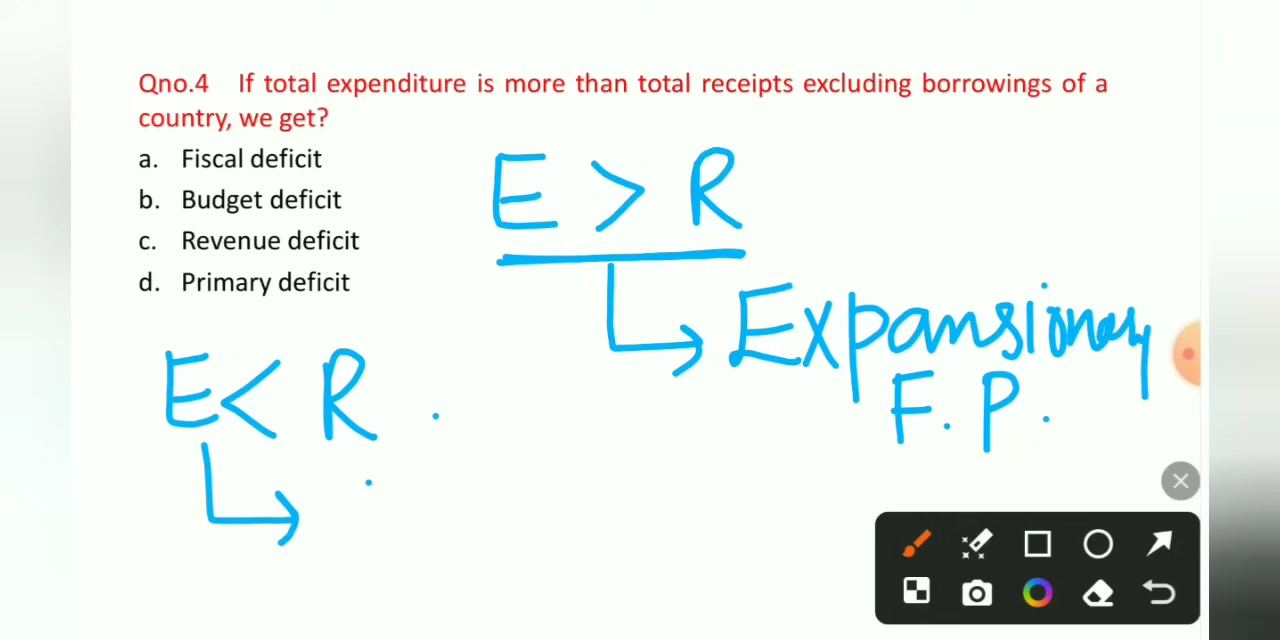 Qno.4 If total expenditure is more than total receipts excluding borrowings of a
country, we get?
a. Fiscal deficit
b. Budget deficit
c. Revenue deficit
d. Primary deficit
E > R
Expansionary
F. P.
E < R